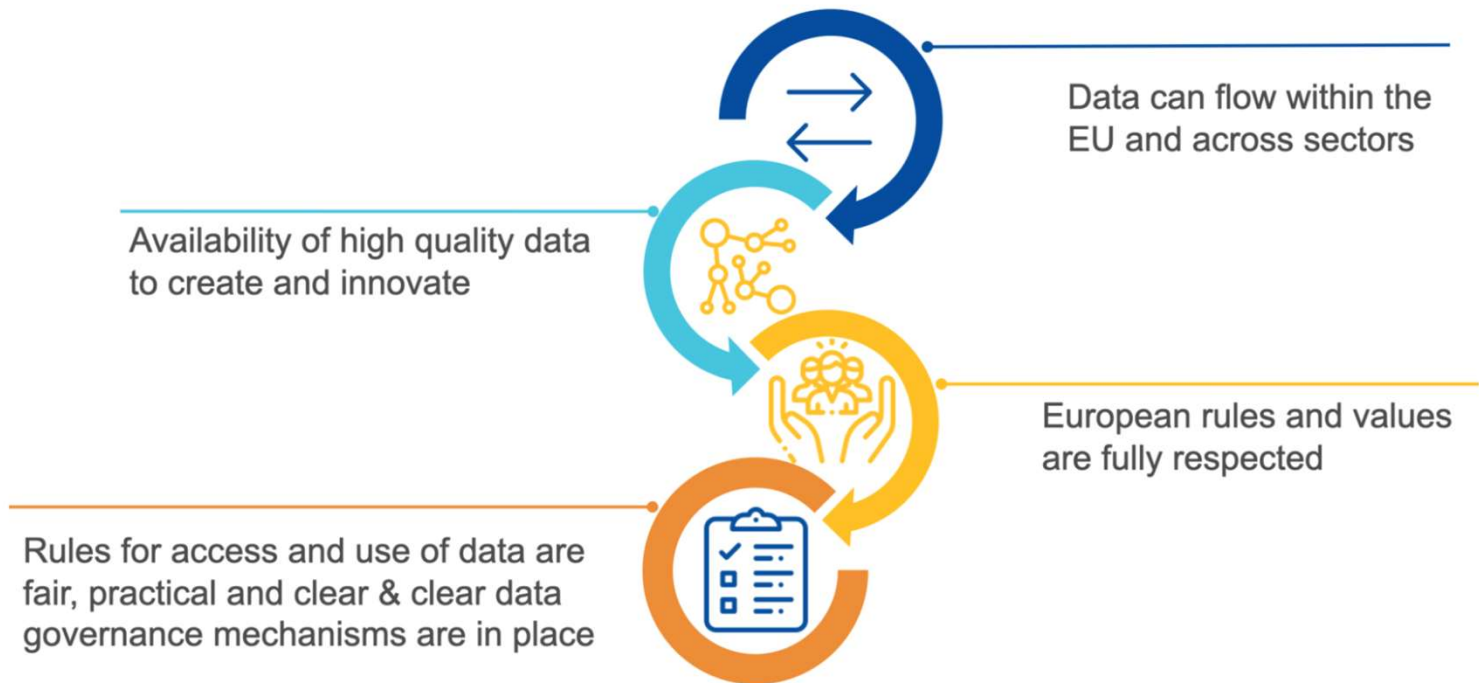 Data can flow within the
EU and across sectors
Availability of high quality data
to create and innovate
European rules and values
are fully respected
Rules for access and use of data are
fair, practical and clear & clear data
governance mechanisms are in place